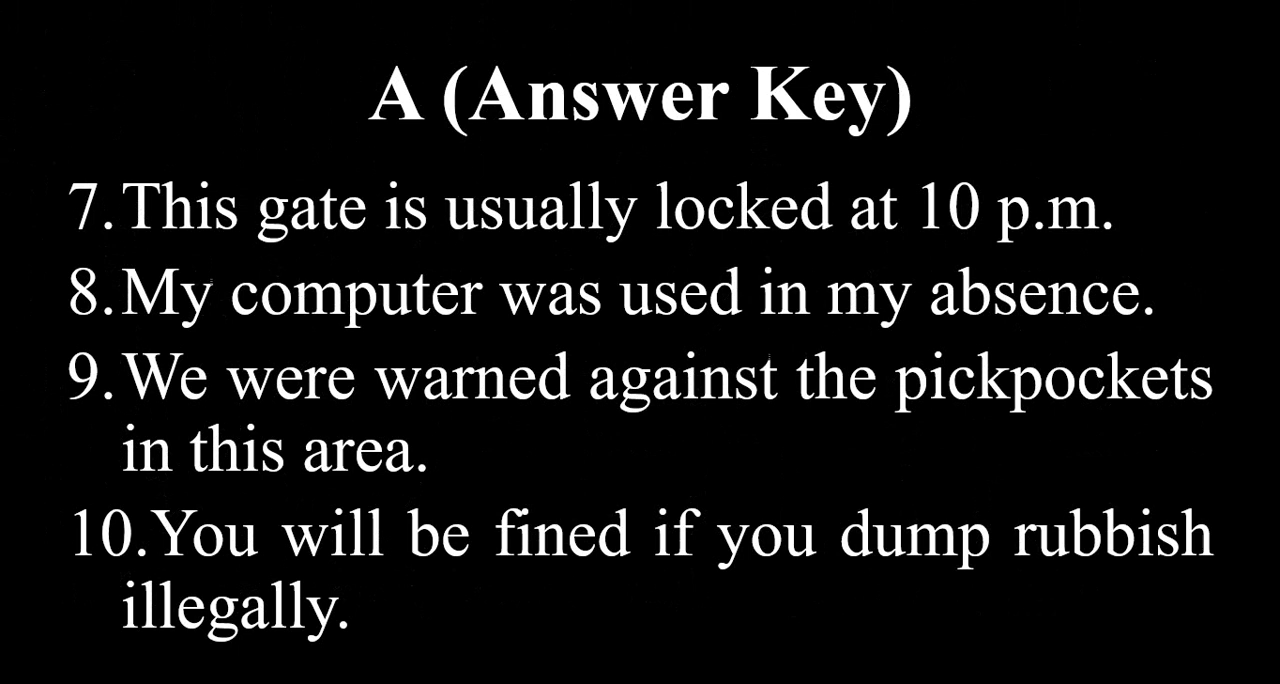 A (Answer Key)
7. This gate is usually locked at 10 p.m.
8. My computer was used in my absence.
9. We were warned against the pickpockets
in this area.
10. You will be fined if you dump rubbish
illegally.